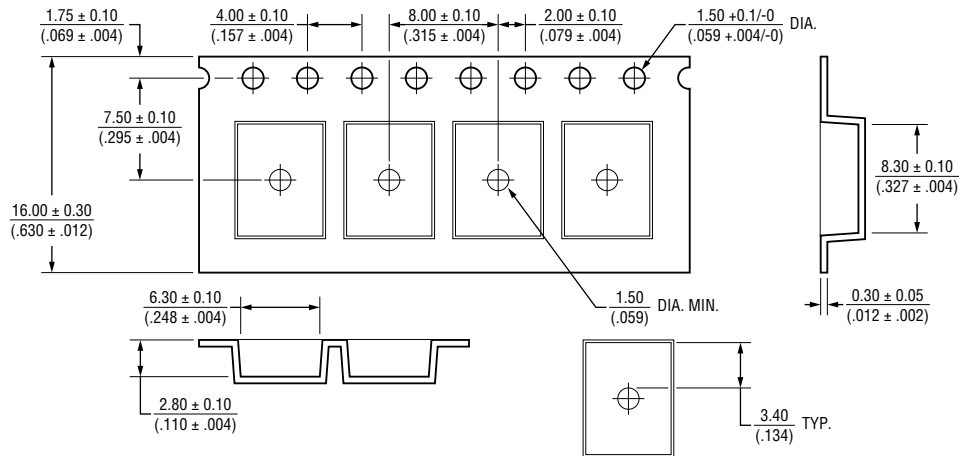 1.75 ± 0.10
(.069 ± .004)
4.00 ± 0.10
(.157 ± .004)
8.00 ± 0.10
(.315 ± .004)
2.00 ± 0.10
(.079 ± .004)
1.50 +0.1/-0 DIA.
(.059 +.004/-0)
7.50 ± 0.10
(.295 ± .004)
8.30 ± 0.10
(.327 ± .004)
16.00 ± 0.30
(.630 ± .012)
6.30 ± 0.10
(.248 ± .004)
1.50 DIA. MIN.
(.059)
0.30 ± 0.05
(.012 ± .002)
2.80 ± 0.10
(.110 ± .004)
3.40 TYP.
(.134)